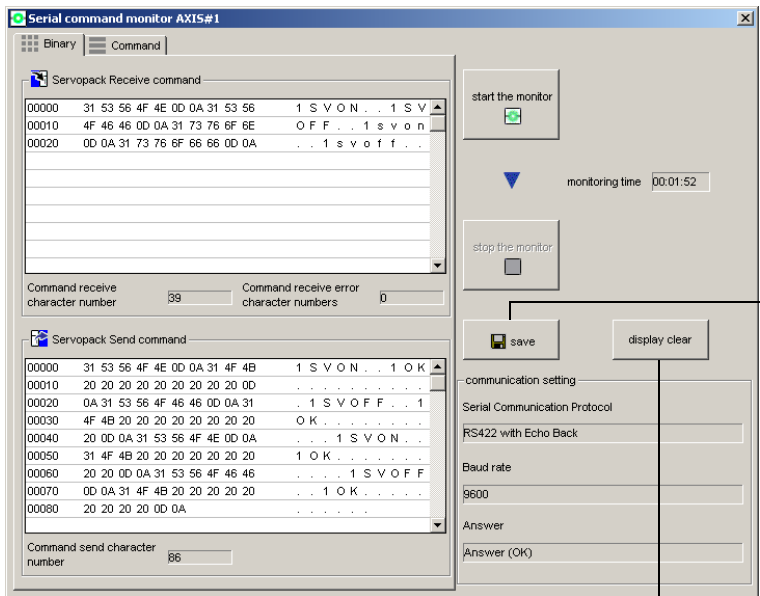 Serial command monitor AXIS#1
Binary Command
Servopack Receive command
00000 31 53 56 4F 4E 0D 0A 31 53 56 1 S V O N . . 1 S V
00010 4F 46 46 0D 0A 31 73 76 6F 6E O F F . . 1 s v o n
00020 0D 0A 31 73 76 6F 66 66 0D 0A . . 1 s v o f f . .
Command receive character number 39
Command receive error character numbers 0
Servopack Send command
00000 31 53 56 4F 4E 0D 0A 31 4F 4B 1 S V O N . . 1 O K
00010 20 20 20 20 20 20 20 20 20 0D . . . . . . . . . .
00020 0A 31 53 56 4F 46 46 0D 0A 31 . 1 S V O F F . . 1
00030 4F 4B 20 20 20 20 20 20 20 20 O K . . . . . . . .
00040 20 0D 0A 31 53 56 4F 4E 0D 0A . . . 1 S V O N . .
00050 31 4F 4B 20 20 20 20 20 20 20 1 O K . . . . . . .
00060 20 20 0D 0A 31 53 56 4F 46 46 . . . . 1 S V O F F
00070 0D 0A 31 4F 4B 20 20 20 20 20 . . 1 O K . . . . .
00080 20 20 20 20 0D 0A . . . . . .
Command send character number 86
start the monitor
monitoring time 00:01:52
stop the monitor
save
display clear
communication setting
Serial Communication Protocol
RS422 with Echo Back
Baud rate
9600
Answer
Answer (OK)